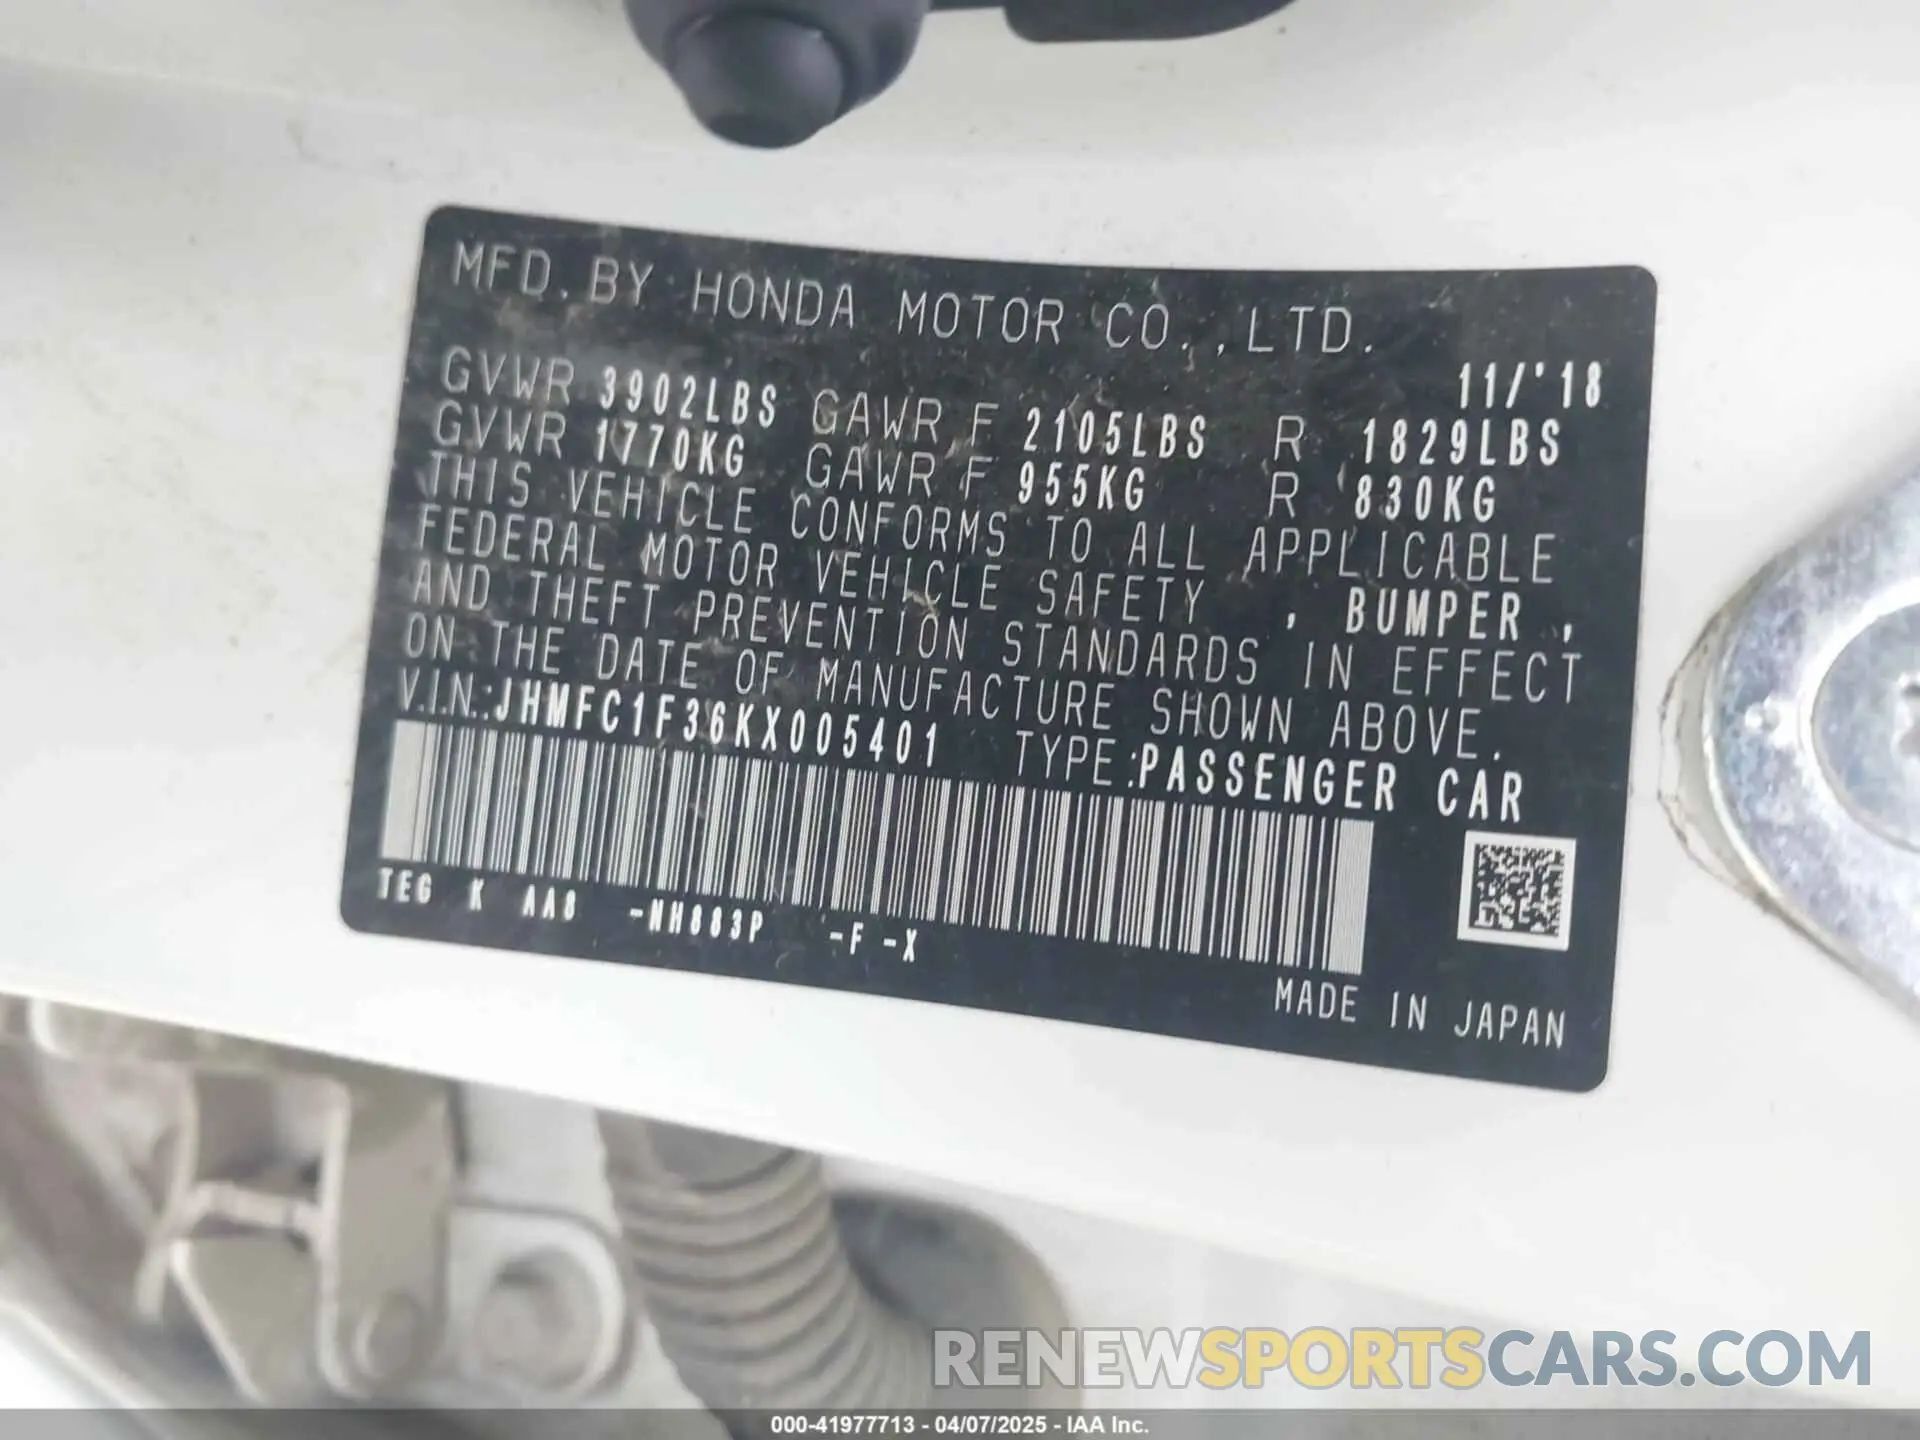 MFD. BY HONDA MOTOR CO.,LTD.
11/'18
GVWR 3902LBS GAWR F 2105LBS R 1829LBS
GVWR 1770KG GAWR F 955KG R 830KG
THIS VEHICLE CONFORMS TO ALL APPLICABLE
FEDERAL MOTOR VEHICLE SAFETY , BUMPER ,
AND THEFT PREVENTION STANDARDS IN EFFECT
ON THE DATE OF MANUFACTURE SHOWN ABOVE.
V.I.N.:JHMFC1F36KX005401 TYPE:PASSENGER CAR
TEG K AA8 -NH883P -F -X
MADE IN JAPAN
RENEWSPORTSCARS.COM
000-41977713 - 04/07/2025 - IAA Inc.